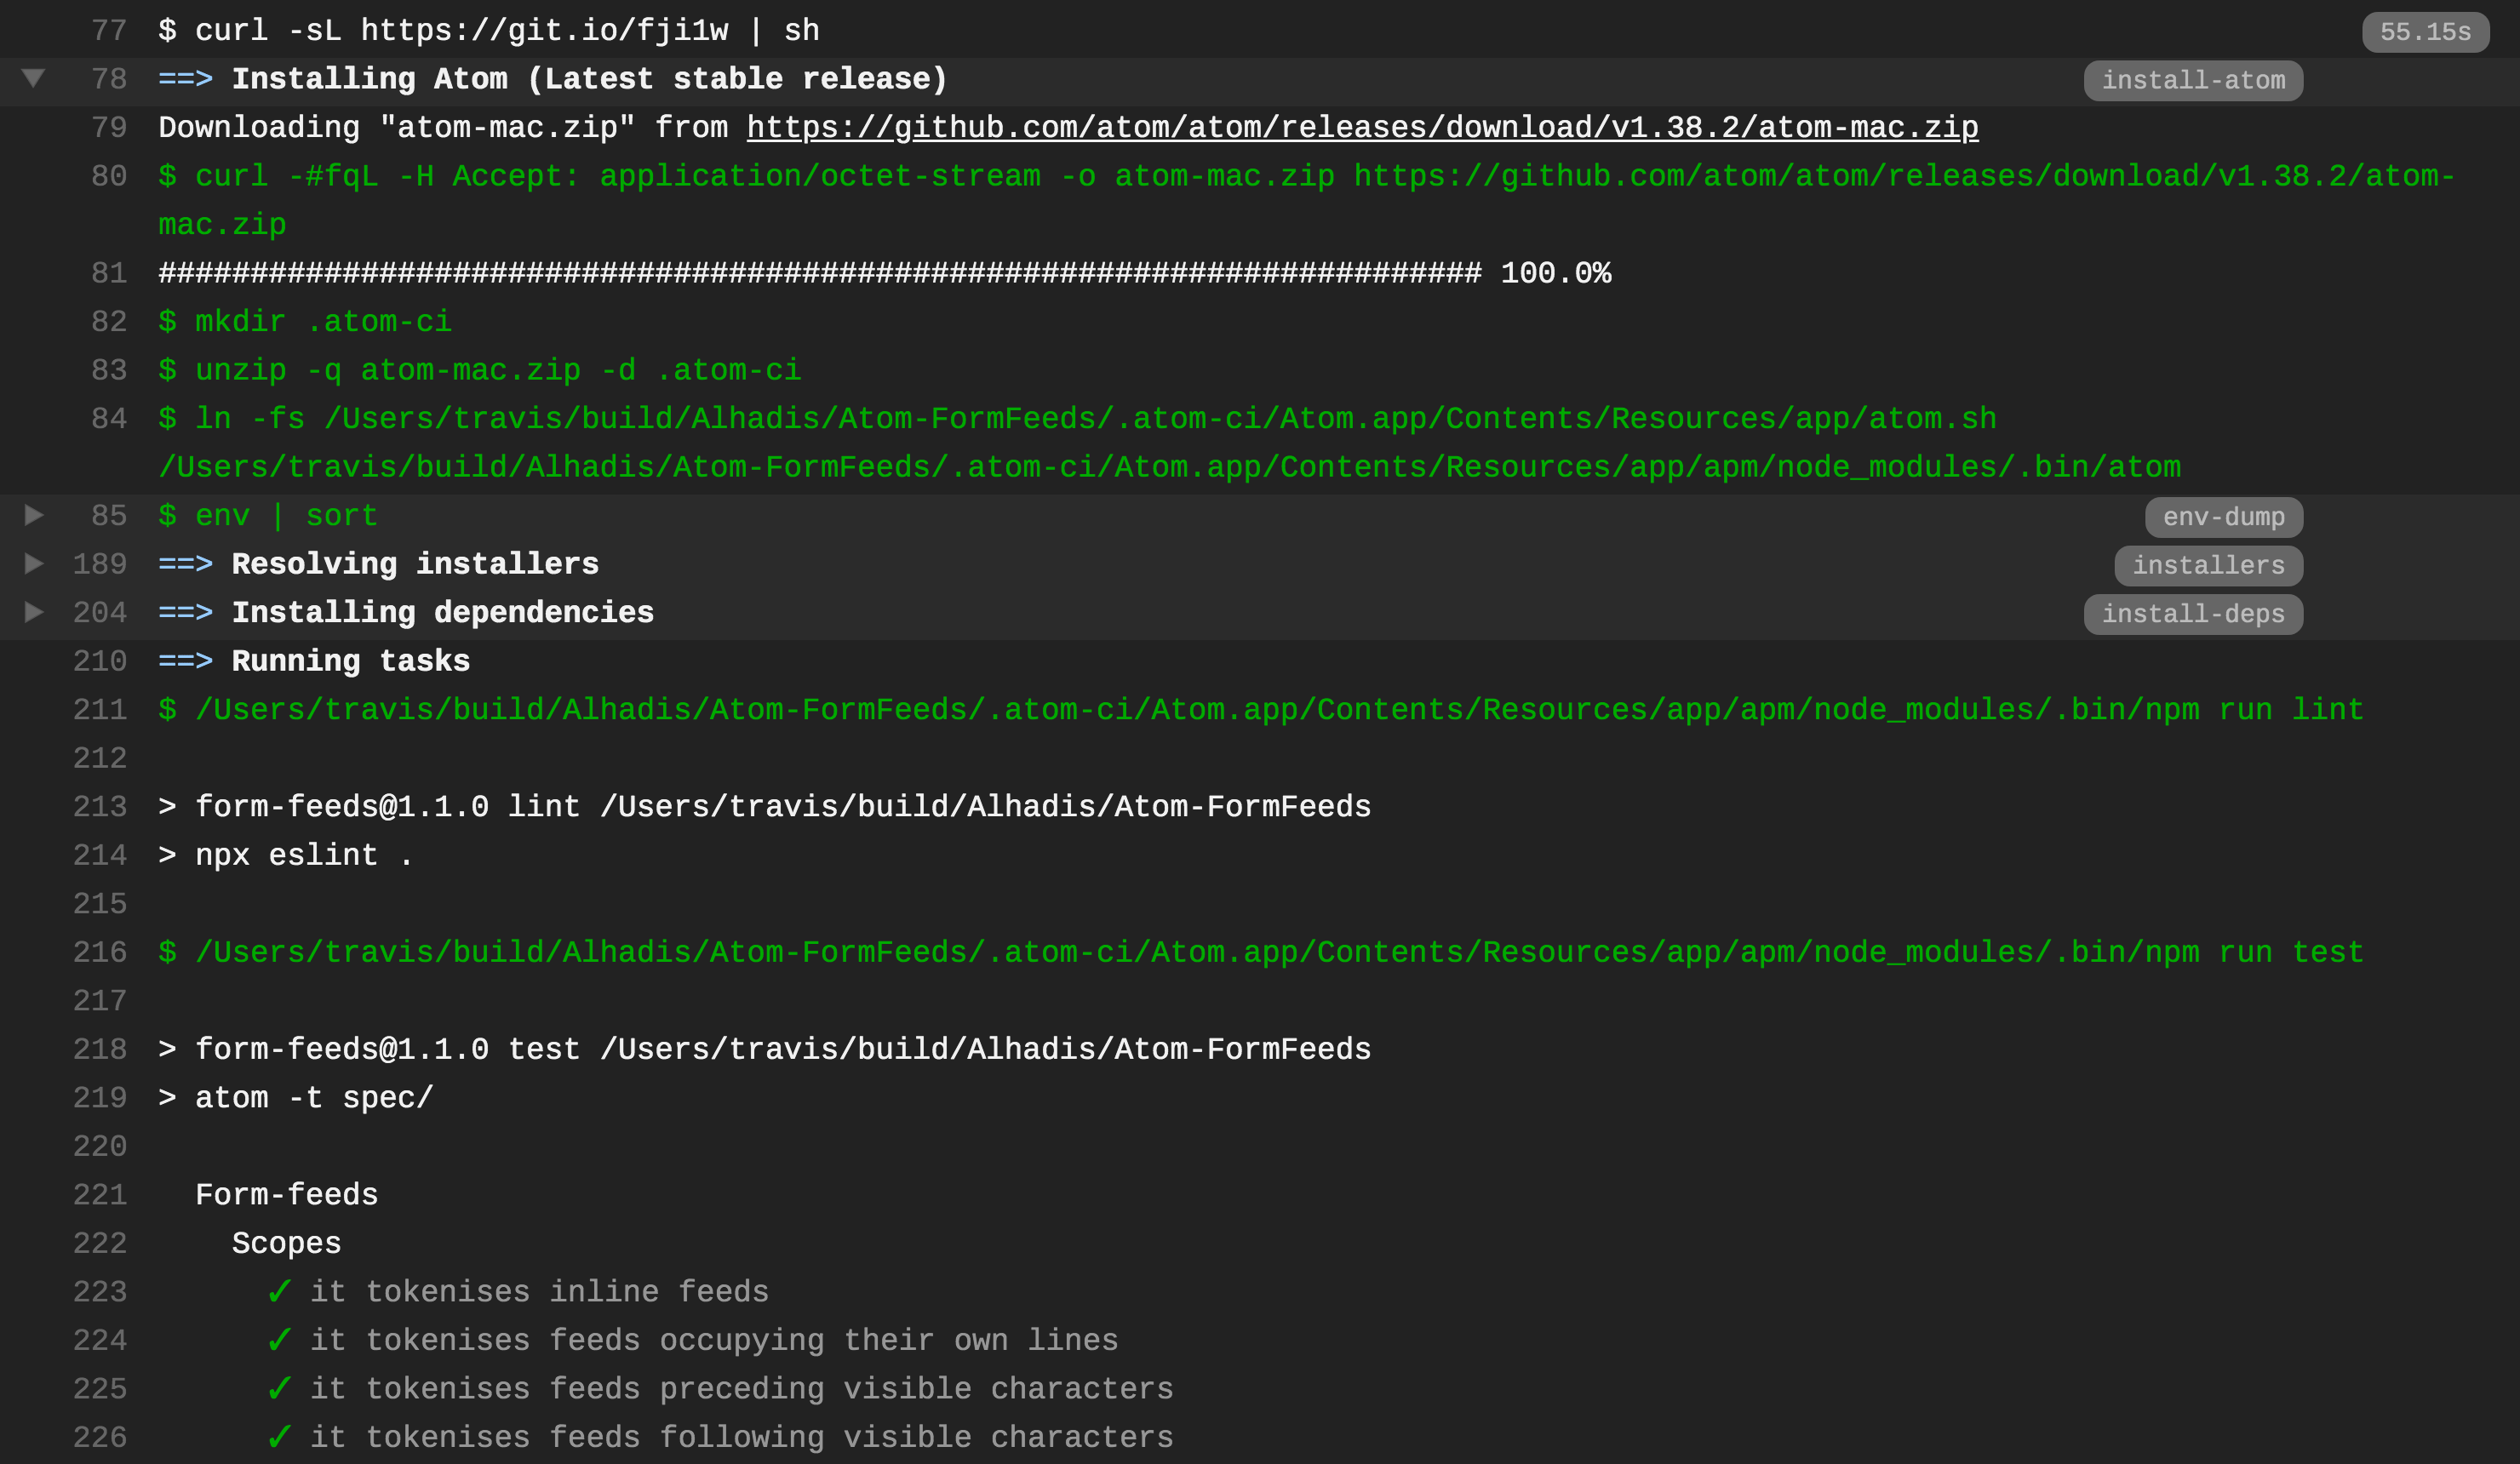 77 $ curl -sL https://git.io/fji1w | sh 55.15s
78 ==> Installing Atom (Latest stable release) install-atom
79 Downloading "atom-mac.zip" from https://github.com/atom/atom/releases/download/v1.38.2/atom-mac.zip
80 $ curl -#fqL -H Accept: application/octet-stream -o atom-mac.zip https://github.com/atom/atom/releases/download/v1.38.2/atom-
mac.zip
81 ######################################################################## 100.0%
82 $ mkdir .atom-ci
83 $ unzip -q atom-mac.zip -d .atom-ci
84 $ ln -fs /Users/travis/build/Alhadis/Atom-FormFeeds/.atom-ci/Atom.app/Contents/Resources/app/atom.sh
/Users/travis/build/Alhadis/Atom-FormFeeds/.atom-ci/Atom.app/Contents/Resources/app/apm/node_modules/.bin/atom
85 $ env | sort env-dump
189 ==> Resolving installers installers
204 ==> Installing dependencies install-deps
210 ==> Running tasks
211 $ /Users/travis/build/Alhadis/Atom-FormFeeds/.atom-ci/Atom.app/Contents/Resources/app/apm/node_modules/.bin/npm run lint
212
213 > form-feeds@1.1.0 lint /Users/travis/build/Alhadis/Atom-FormFeeds
214 > npx eslint .
215
216 $ /Users/travis/build/Alhadis/Atom-FormFeeds/.atom-ci/Atom.app/Contents/Resources/app/apm/node_modules/.bin/npm run test
217
218 > form-feeds@1.1.0 test /Users/travis/build/Alhadis/Atom-FormFeeds
219 > atom -t spec/
220
221 Form-feeds
222 Scopes
223 ✓ it tokenises inline feeds
224 ✓ it tokenises feeds occupying their own lines
225 ✓ it tokenises feeds preceding visible characters
226 ✓ it tokenises feeds following visible characters